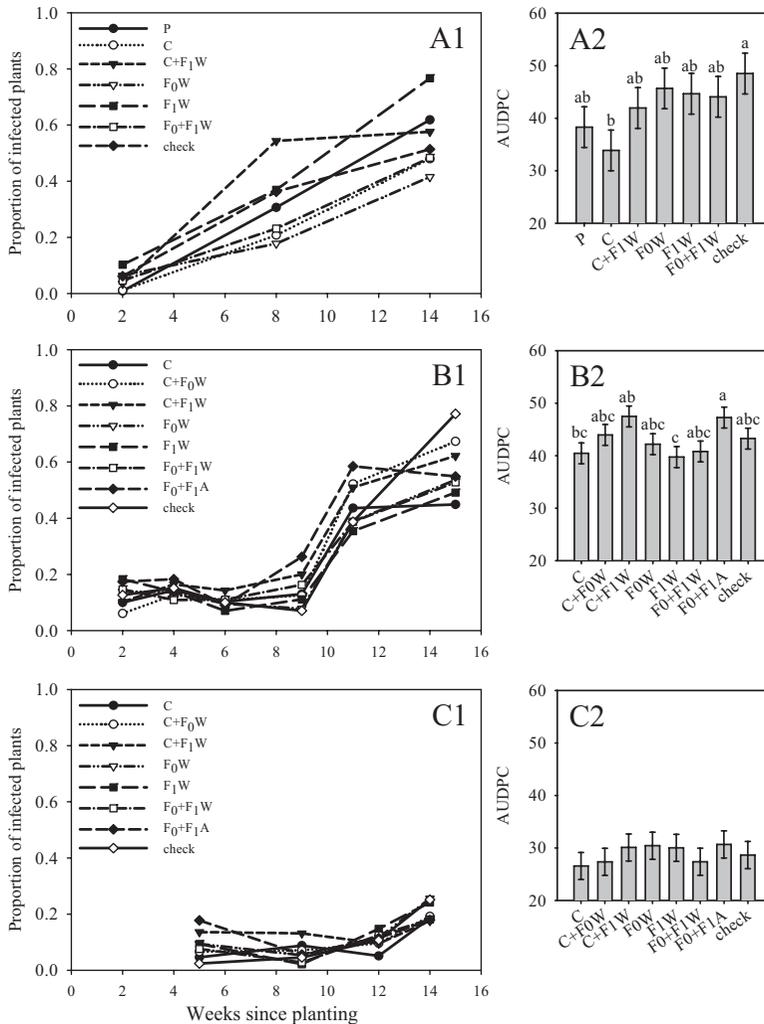 A1
P
C
C+F1W
F0W
F1W
F0+F1W
check
Proportion of infected plants
1.0
0.8
0.6
0.4
0.2
0.0
0 2 4 6 8 10 12 14 16
A2
AUDPC
60
50
40
30
20
ab b ab ab ab ab a
P C C+F1W F0W F1W F0+F1W check
B1
C
C+F0W
C+F1W
F0W
F1W
F0+F1W
F0+F1A
check
Proportion of infected plants
1.0
0.8
0.6
0.4
0.2
0.0
0 2 4 6 8 10 12 14 16
B2
AUDPC
60
50
40
30
20
bc abc ab abc c abc a abc
C C+F0W C+F1W F0W F1W F0+F1W F0+F1A check
C1
C
C+F0W
C+F1W
F0W
F1W
F0+F1W
F0+F1A
check
Proportion of infected plants
1.0
0.8
0.6
0.4
0.2
0.0
0 2 4 6 8 10 12 14 16
Weeks since planting
C2
AUDPC
60
50
40
30
20
C C+F0W C+F1W F0W F1W F0+F1W F0+F1A check